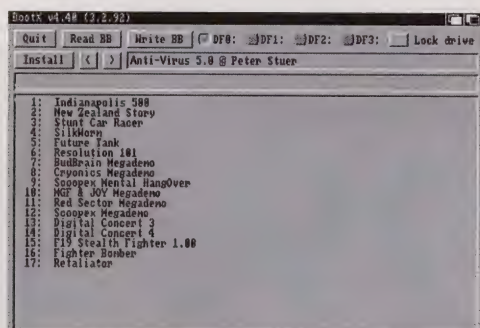 BootX v4.40 (3.2.92)
Quit Read BB Write BB DF0: DF1: DF2: DF3: Lock drive
Install < > Anti-Virus 5.0 @ Peter Stuer
1: Indianapolis 500
2: New Zealand Story
3: Stunt Car Racer
4: SilkWorm
5: Future Tank
6: Resolution 101
7: BudBrain Megademo
8: Cryonics Megademo
9: Scoopex Mental HangOver
10: MGF & JOY Megademo
11: Red Sector Megademo
12: Scoopex Megademo
13: Digital Concert 3
14: Digital Concert 4
15: F19 Stealth Fighter 1.00
16: Fighter Bomber
17: Retaliator